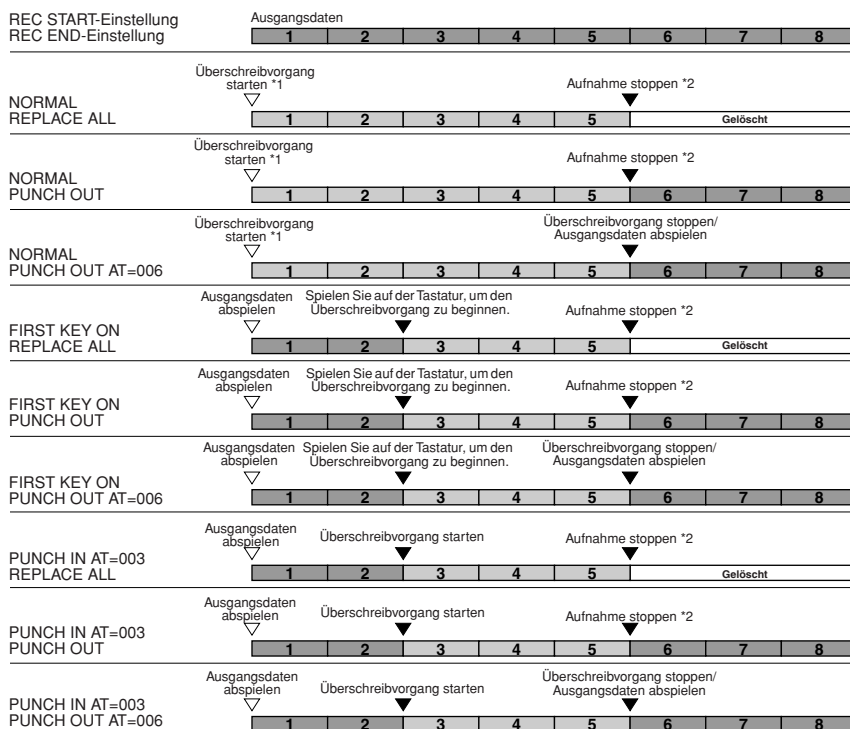 REC START-Einstellung
REC END-Einstellung
Ausgangsdaten
1 2 3 4 5 6 7 8
NORMAL
REPLACE ALL
Überschreibvorgang
starten *1
Aufnahme stoppen *2
1 2 3 4 5 Gelöscht
NORMAL
PUNCH OUT
Überschreibvorgang
starten *1
Aufnahme stoppen *2
1 2 3 4 5 6 7 8
NORMAL
PUNCH OUT AT=006
Überschreibvorgang
starten *1
Überschreibvorgang stoppen/
Ausgangsdaten abspielen
1 2 3 4 5 6 7 8
FIRST KEY ON
REPLACE ALL
Ausgangsdaten
abspielen
Spielen Sie auf der Tastatur, um den
Überschreibvorgang zu beginnen.
Aufnahme stoppen *2
1 2 3 4 5 Gelöscht
FIRST KEY ON
PUNCH OUT
Ausgangsdaten
abspielen
Spielen Sie auf der Tastatur, um den
Überschreibvorgang zu beginnen.
Aufnahme stoppen *2
1 2 3 4 5 6 7 8
FIRST KEY ON
PUNCH OUT AT=006
Ausgangsdaten
abspielen
Spielen Sie auf der Tastatur, um den
Überschreibvorgang zu beginnen.
Überschreibvorgang stoppen/
Ausgangsdaten abspielen
1 2 3 4 5 6 7 8
PUNCH IN AT=003
REPLACE ALL
Ausgangsdaten
abspielen
Überschreibvorgang starten
Aufnahme stoppen *2
1 2 3 4 5 Gelöscht
PUNCH IN AT=003
PUNCH OUT
Ausgangsdaten
abspielen
Überschreibvorgang starten
Aufnahme stoppen *2
1 2 3 4 5 6 7 8
PUNCH IN AT=003
PUNCH OUT AT=006
Ausgangsdaten
abspielen
Überschreibvorgang starten
Überschreibvorgang stoppen/
Ausgangsdaten abspielen
1 2 3 4 5 6 7 8